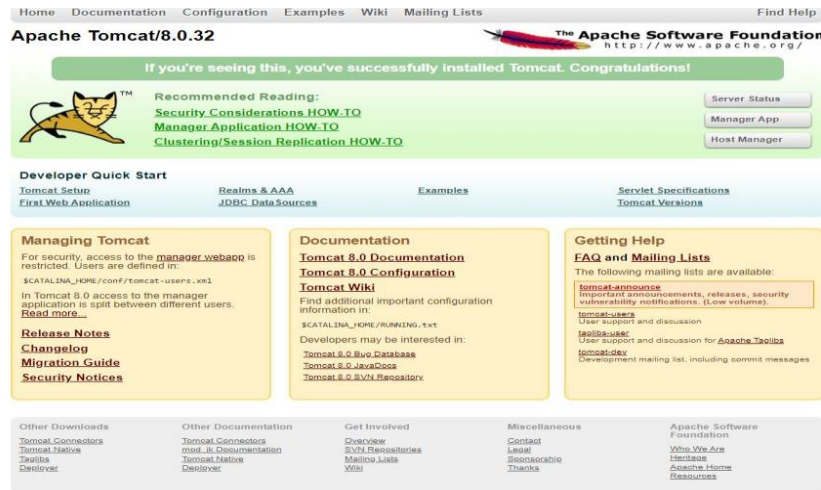 Home Documentation Configuration Examples Wiki Mailing Lists Find Help
Apache Tomcat/8.0.32
The Apache Software Foundation
http://www.apache.org/
If you're seeing this, you've successfully installed Tomcat. Congratulations!
TM
Recommended Reading:
Security Considerations HOW-TO
Manager Application HOW-TO
Clustering/Session Replication HOW-TO
Server Status
Manager App
Host Manager
Developer Quick Start
Tomcat Setup
First Web Application
Realms & AAA
JDBC DataSources
Examples
Servlet Specifications
Tomcat Versions
Managing Tomcat
For security, access to the manager webapp is
restricted. Users are defined in:
$CATALINA_HOME/conf/tomcat-users.xml
In Tomcat 8.0 access to the manager
application is split between different users.
Read more...
Release Notes
Changelog
Migration Guide
Security Notices
Documentation
Tomcat 8.0 Documentation
Tomcat 8.0 Configuration
Tomcat Wiki
Find additional important configuration
information in:
$CATALINA_HOME/RUNNING.txt
Developers may be interested in:
Tomcat 8.0 Bug Database
Tomcat 8.0 JavaDocs
Tomcat 8.0 SVN Repository
Getting Help
FAQ and Mailing Lists
The following mailing lists are available:
tomcat-announce
Important announcements, releases, security
vulnerability notifications. (Low volume).
tomcat-users
User support and discussion
taglibs-user
User support and discussion for Apache Taglibs
tomcat-dev
Development mailing list, including commit messages
Other Downloads
Tomcat Connectors
Tomcat Native
Taglibs
Deployer
Other Documentation
Tomcat Connectors
mod_jk Documentation
Tomcat Native
Deployer
Get Involved
Overview
SVN Repositories
Mailing Lists
Wiki
Miscellaneous
Contact
Legal
Sponsorship
Thanks
Apache Software
Foundation
Who We Are
Heritage
Apache Home
Resources